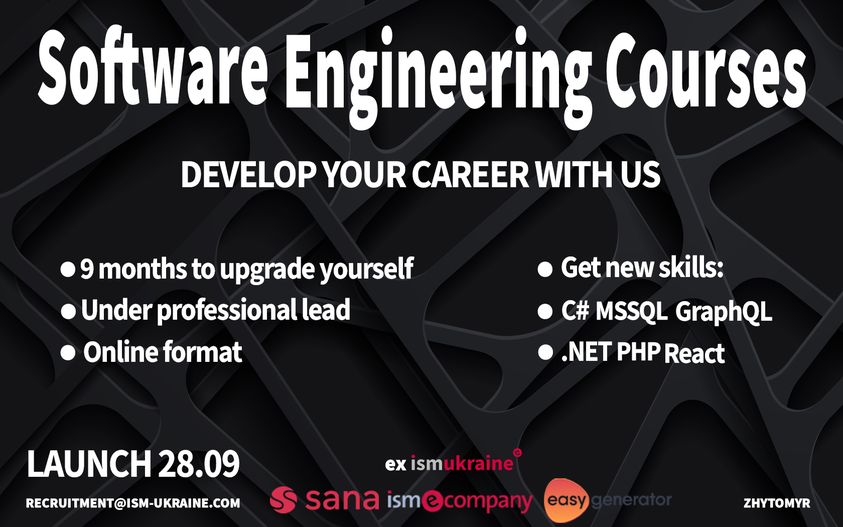 Software Engineering Courses
DEVELOP YOUR CAREER WITH US
9 months to upgrade yourself
Under professional lead
Online format
Get new skills:
C# MSSQL GraphQL
.NET PHP React
LAUNCH 28.09
RECRUITMENT@ISM-UKRAINE.COM
ex ismukraine e
S sana ismecompany easygenerator
ZHYTOMYR